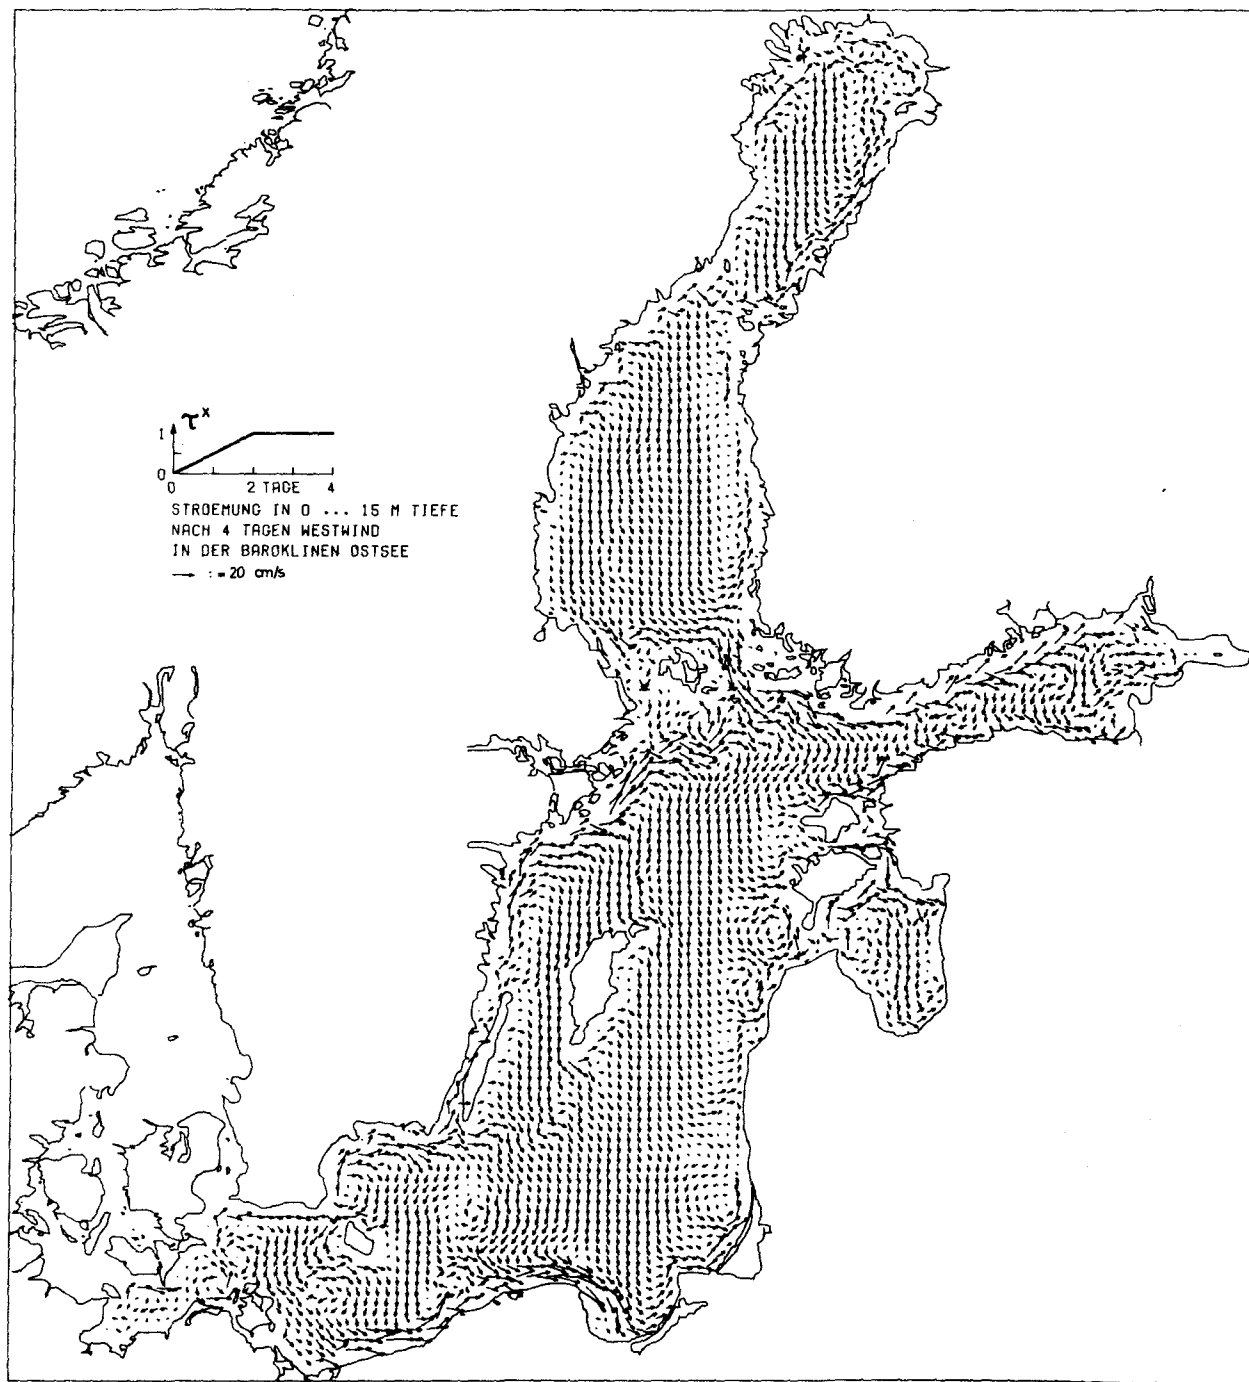 τˣ
1
0
0 2 TAGE 4
STROEMUNG IN 0 ... 15 M TIEFE
NACH 4 TAGEN WESTWIND
IN DER BAROKLINEN OSTSEE
→ := 20 cm/s